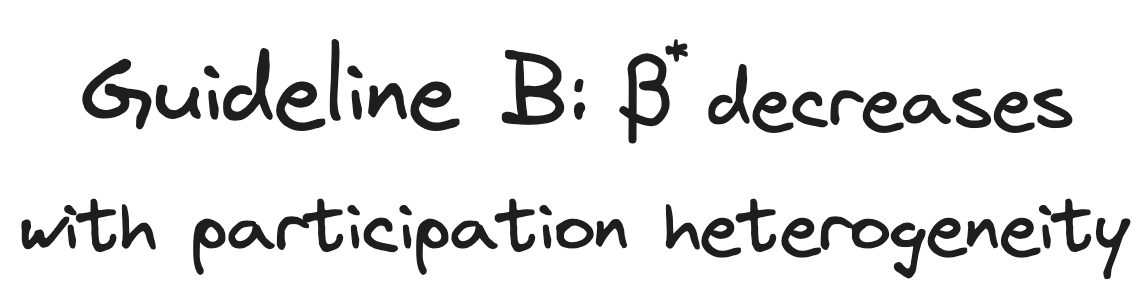 Guideline B: β* decreases
with participation heterogeneity